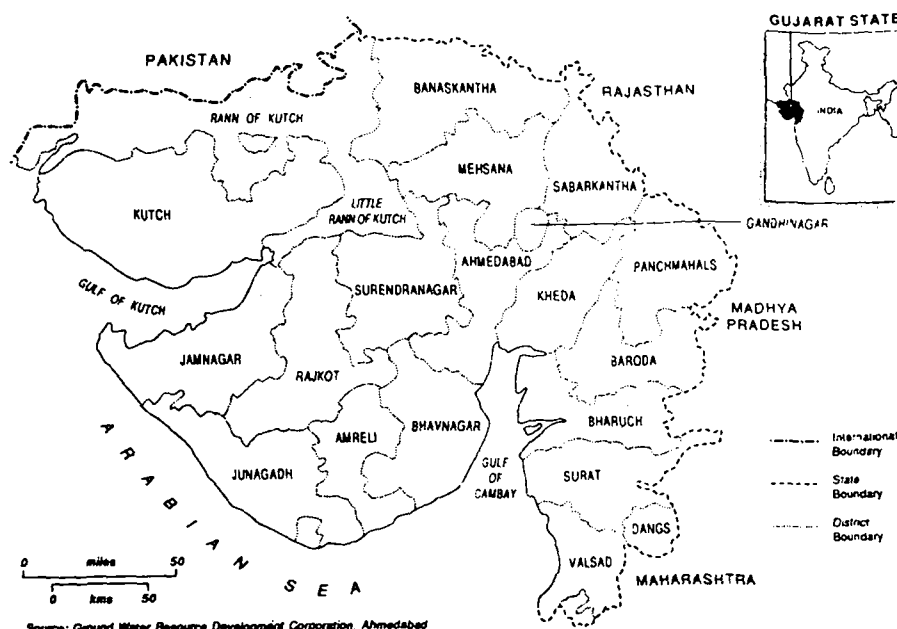 GUJARAT STATE
INDIA
PAKISTAN
BANASKANTHA
RAJASTHAN
RANN OF KUTCH
MEHSANA
SABARKANTHA
KUTCH
LITTLE
RANN OF KUTCH
GANDHINAGAR
AHMEDABAD
PANCHMAHALS
GULF OF KUTCH
SURENDRANAGAR
KHEDA
MADHYA
PRADESH
JAMNAGAR
RAJKOT
BARODA
AMRELI
BHAVNAGAR
BHARUCH
JUNAGADH
GULF
OF
CAMBAY
SURAT
DANGS
VALSAD
MAHARASHTRA
ARABIAN SEA
International
Boundary
State
Boundary
District
Boundary
0 miles 50
0 kms 50
Source: Ground Water Resource Development Corporation, Ahmedabad